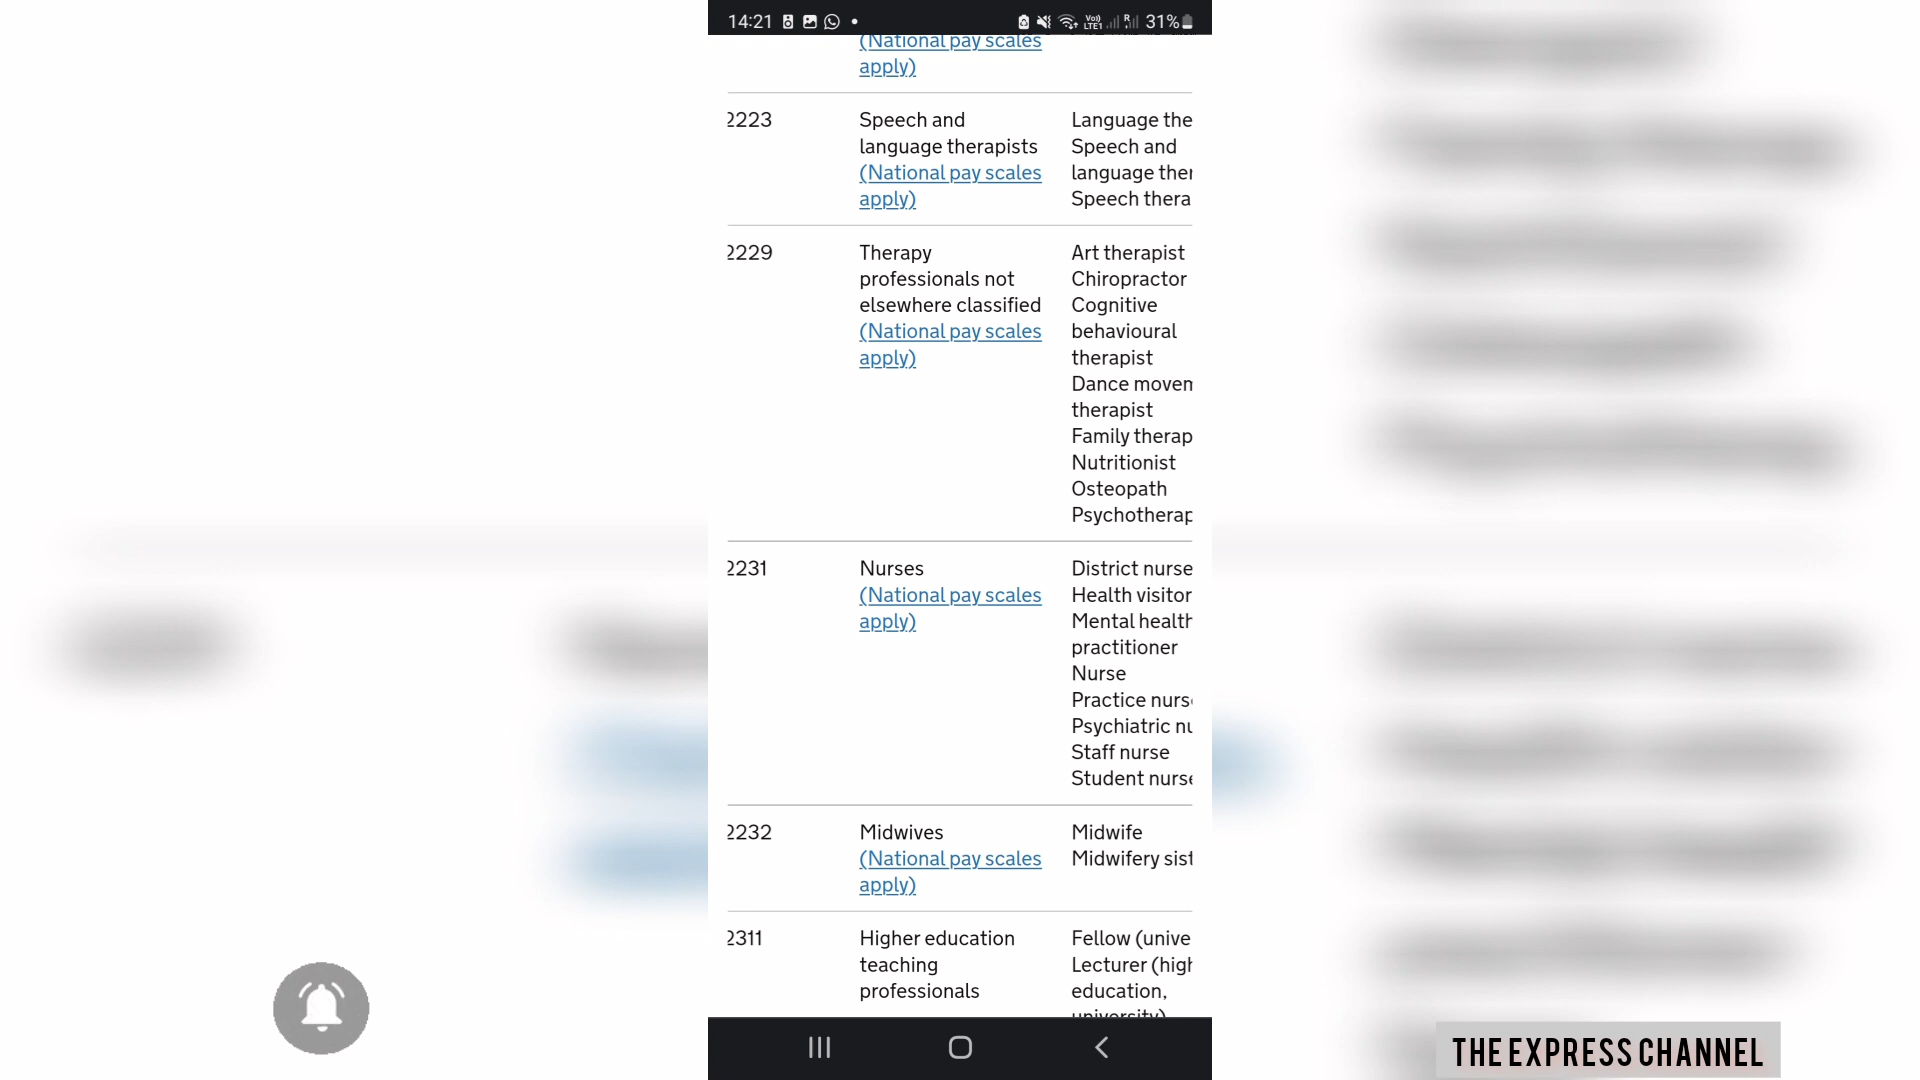 14:21
Vo))
LTE1
R
31%
(National pay scales
apply)
2223
Speech and
language therapists
(National pay scales
apply)
Language the
Speech and
language ther
Speech thera
2229
Therapy
professionals not
elsewhere classified
(National pay scales
apply)
Art therapist
Chiropractor
Cognitive
behavioural
therapist
Dance movem
therapist
Family therap
Nutritionist
Osteopath
Psychotherap
2231
Nurses
(National pay scales
apply)
District nurse
Health visitor
Mental health
practitioner
Nurse
Practice nurs
Psychiatric nu
Staff nurse
Student nurse
2232
Midwives
(National pay scales
apply)
Midwife
Midwifery sist
2311
Higher education
teaching
professionals
Fellow (unive
Lecturer (high
education,
university)
THE EXPRESS CHANNEL